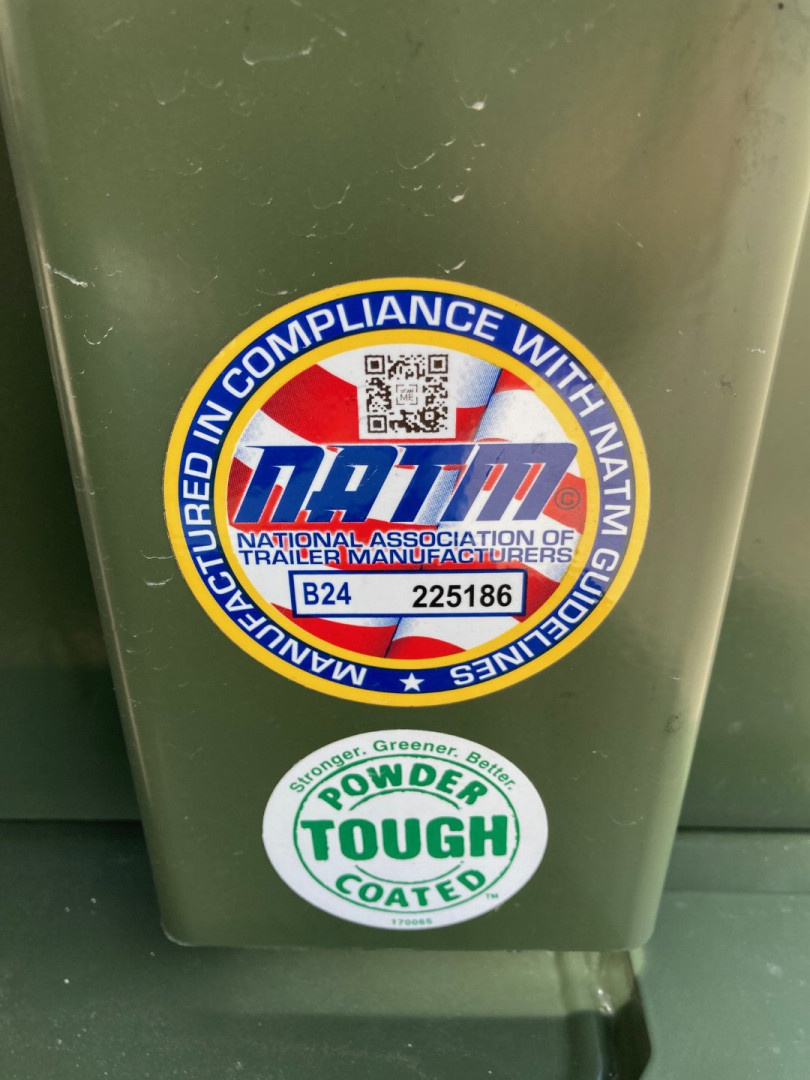 MANUFACTURED IN COMPLIANCE WITH NATM GUIDELINES
NATM ©
NATIONAL ASSOCIATION OF
TRAILER MANUFACTURERS
B24 225186
Stronger. Greener. Better.
POWDER
TOUGH
COATED ™
170065